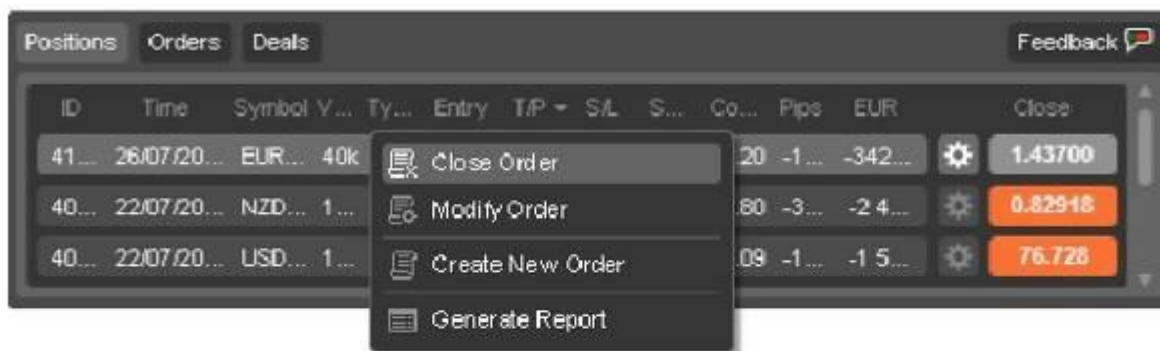 Positions Orders Deals Feedback
ID Time Symbol V... Ty... Entry T/P S/L S... Co... Pips EUR Close
41... 26/07/20... EUR... 40k .20 -1... -342... 1.43700
Close Order
40... 22/07/20... NZD... 1... .80 -3... -2 4... 0.82918
Modify Order
40... 22/07/20... USD... 1... .09 -1... -1 5... 76.728
Create New Order
Generate Report